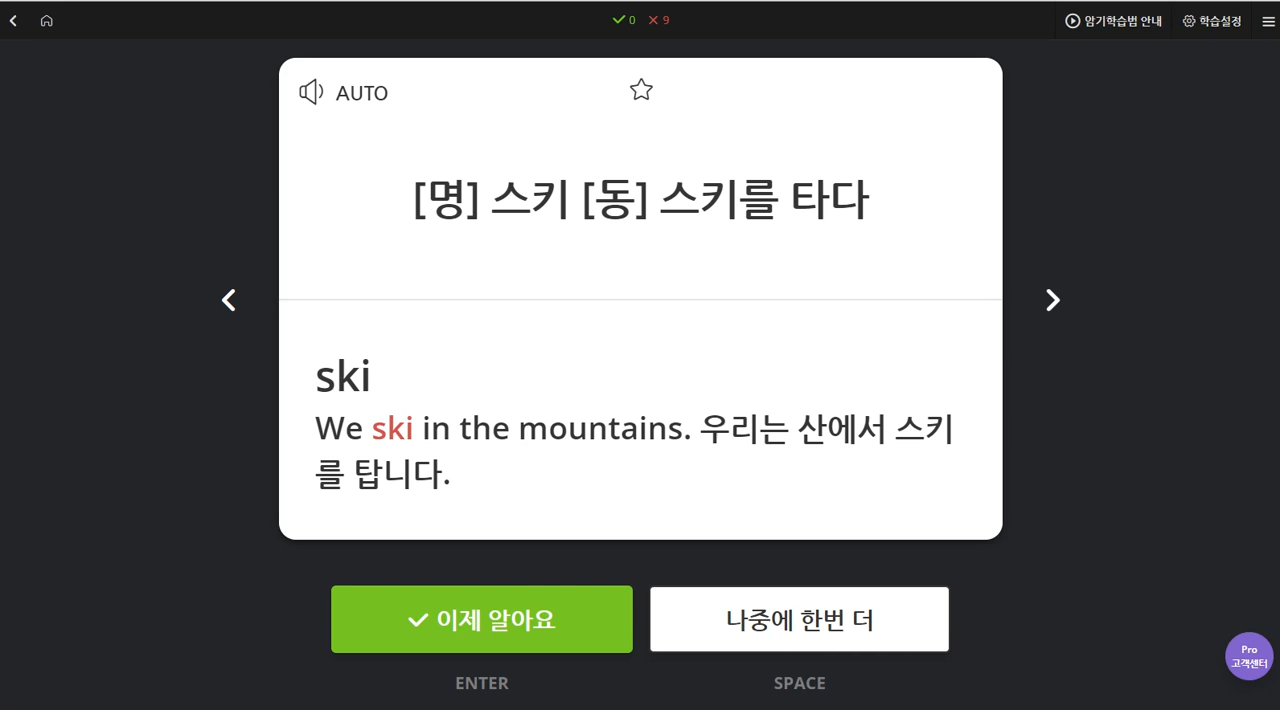 0 9 암기학습법 안내 학습설정
AUTO
[명] 스키 [동] 스키를 타다
ski
We ski in the mountains. 우리는 산에서 스키
를 탑니다.
이제 알아요 나중에 한번 더
ENTER SPACE
Pro
고객센터